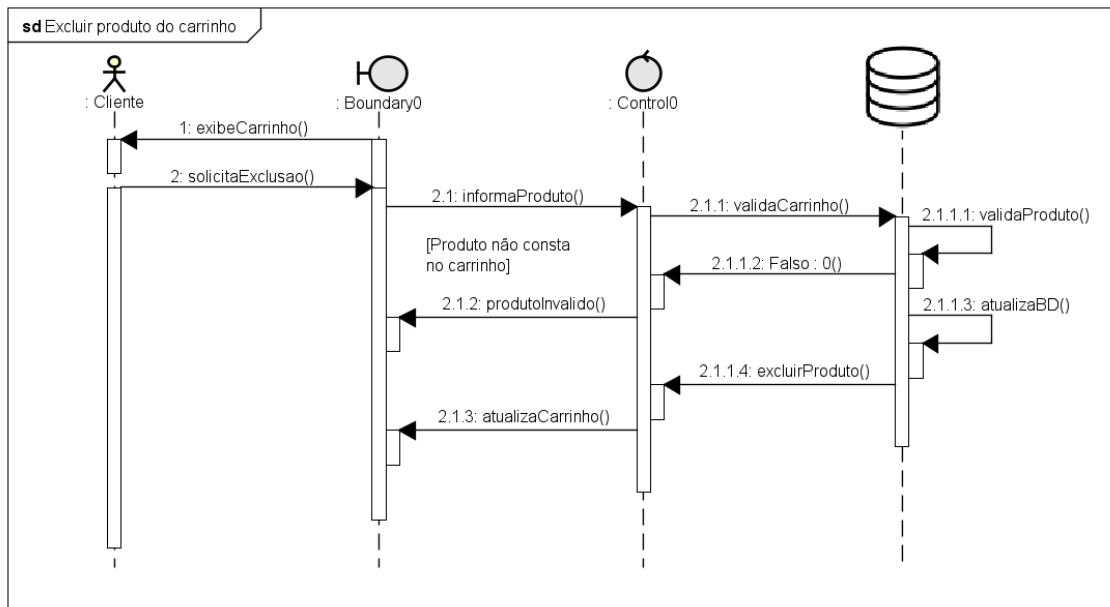 sd Excluir produto do carrinho
: Cliente
: Boundary0
: Control0
1: exibeCarrinho()
2: solicitaExclusao()
2.1: informaProduto()
2.1.1: validaCarrinho()
2.1.1.1: validaProduto()
[Produto não consta
no carrinho]
2.1.1.2: Falso : 0()
2.1.2: produtoInvalido()
2.1.1.3: atualizaBD()
2.1.1.4: excluirProduto()
2.1.3: atualizaCarrinho()